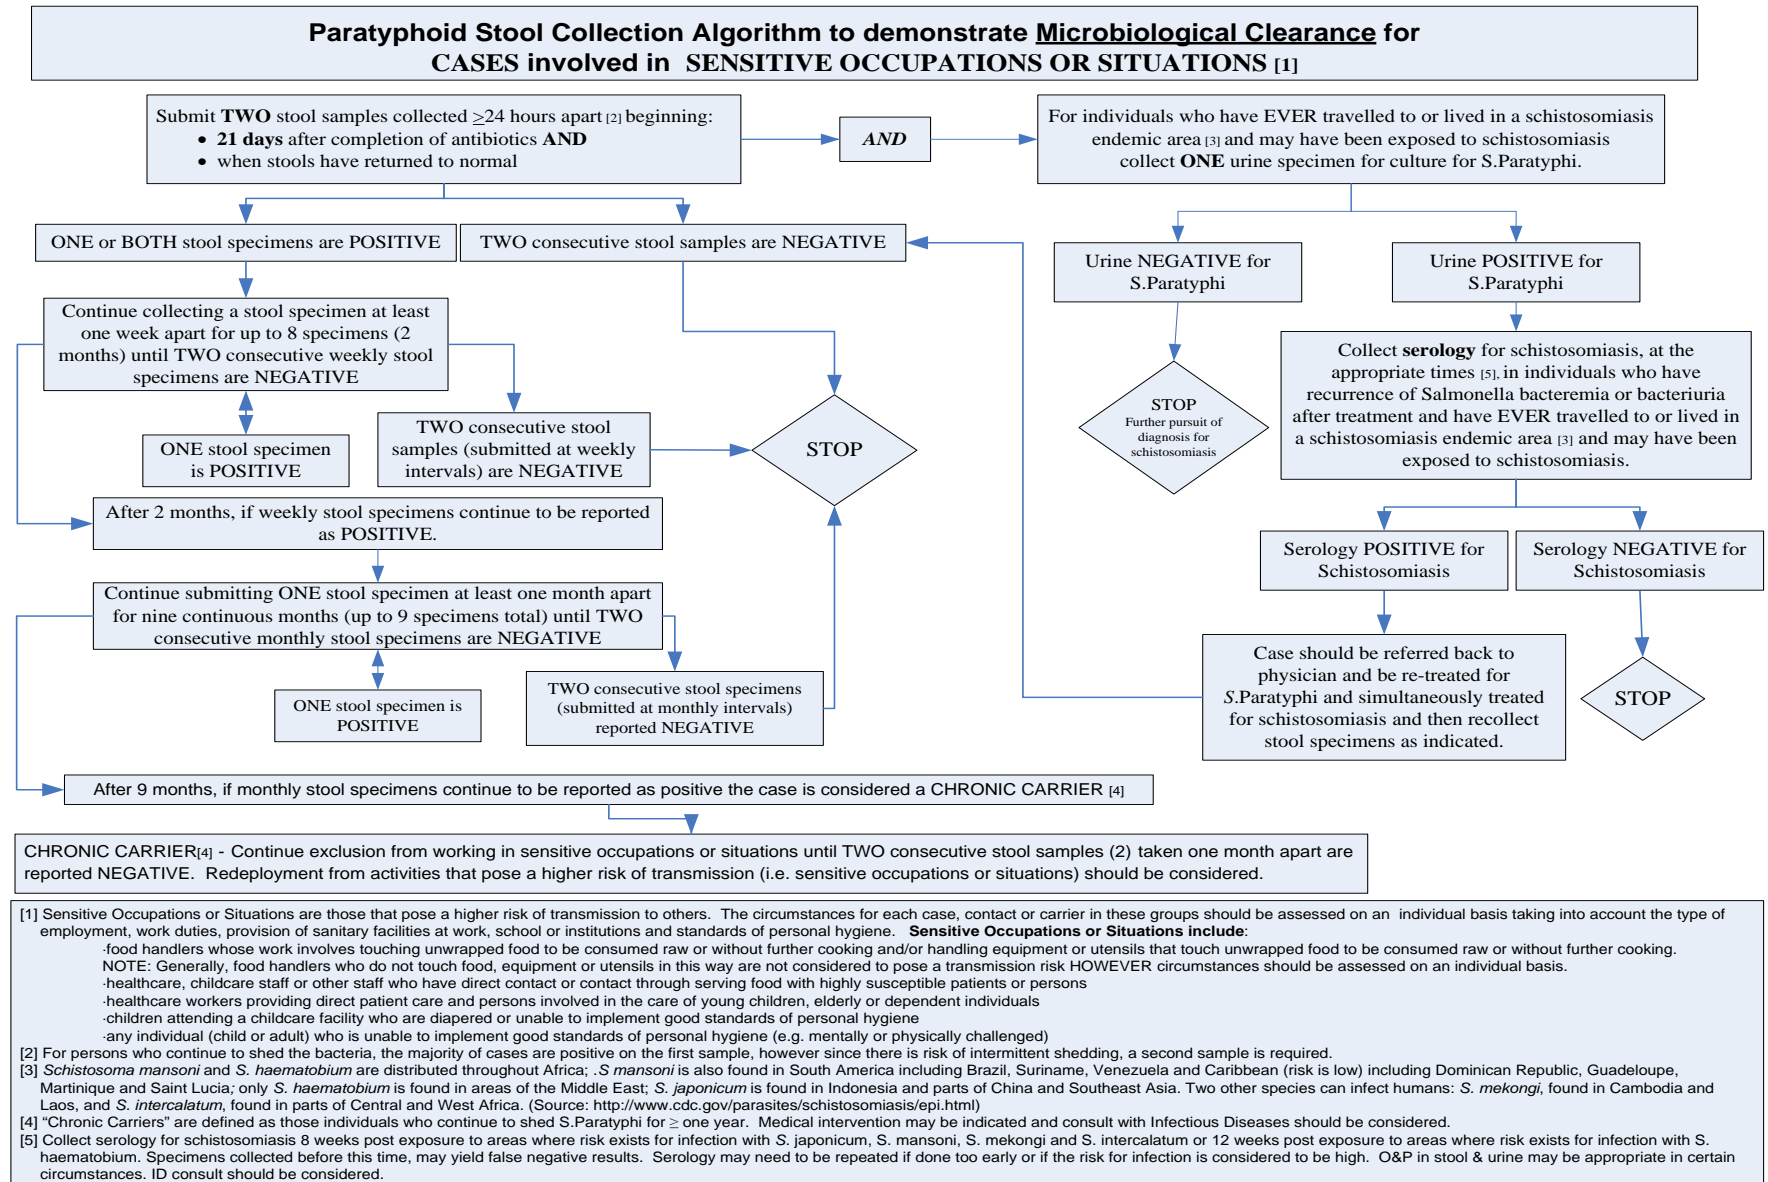 Paratyphoid Stool Collection Algorithm to demonstrate Microbiological Clearance for
CASES involved in SENSITIVE OCCUPATIONS OR SITUATIONS [1]
Submit TWO stool samples collected ≥24 hours apart [2] beginning:
• 21 days after completion of antibiotics AND
• when stools have returned to normal
AND
For individuals who have EVER travelled to or lived in a schistosomiasis
endemic area [3] and may have been exposed to schistosomiasis
collect ONE urine specimen for culture for S.Paratyphi.
ONE or BOTH stool specimens are POSITIVE
TWO consecutive stool samples are NEGATIVE
Urine NEGATIVE for
S.Paratyphi
Urine POSITIVE for
S.Paratyphi
Continue collecting a stool specimen at least
one week apart for up to 8 specimens (2
months) until TWO consecutive weekly stool
specimens are NEGATIVE
ONE stool specimen
is POSITIVE
TWO consecutive stool
samples (submitted at weekly
intervals) are NEGATIVE
STOP
STOP
Further pursuit of
diagnosis for
schistosomiasis
Collect serology for schistosomiasis, at the
appropriate times [5], in individuals who have
recurrence of Salmonella bacteremia or bacteriuria
after treatment and have EVER travelled to or lived in
a schistosomiasis endemic area [3] and may have been
exposed to schistosomiasis.
After 2 months, if weekly stool specimens continue to be reported
as POSITIVE.
Serology POSITIVE for
Schistosomiasis
Serology NEGATIVE for
Schistosomiasis
Continue submitting ONE stool specimen at least one month apart
for nine continuous months (up to 9 specimens total) until TWO
consecutive monthly stool specimens are NEGATIVE
ONE stool specimen is
POSITIVE
TWO consecutive stool specimens
(submitted at monthly intervals)
reported NEGATIVE
Case should be referred back to
physician and be re-treated for
S.Paratyphi and simultaneously treated
for schistosomiasis and then recollect
stool specimens as indicated.
STOP
After 9 months, if monthly stool specimens continue to be reported as positive the case is considered a CHRONIC CARRIER [4]
CHRONIC CARRIER[4] - Continue exclusion from working in sensitive occupations or situations until TWO consecutive stool samples (2) taken one month apart are
reported NEGATIVE. Redeployment from activities that pose a higher risk of transmission (i.e. sensitive occupations or situations) should be considered.
[1] Sensitive Occupations or Situations are those that pose a higher risk of transmission to others. The circumstances for each case, contact or carrier in these groups should be assessed on an individual basis taking into account the type of
employment, work duties, provision of sanitary facilities at work, school or institutions and standards of personal hygiene. Sensitive Occupations or Situations include:
·food handlers whose work involves touching unwrapped food to be consumed raw or without further cooking and/or handling equipment or utensils that touch unwrapped food to be consumed raw or without further cooking.
NOTE: Generally, food handlers who do not touch food, equipment or utensils in this way are not considered to pose a transmission risk HOWEVER circumstances should be assessed on an individual basis.
·healthcare, childcare staff or other staff who have direct contact or contact through serving food with highly susceptible patients or persons
·healthcare workers providing direct patient care and persons involved in the care of young children, elderly or dependent individuals
·children attending a childcare facility who are diapered or unable to implement good standards of personal hygiene
·any individual (child or adult) who is unable to implement good standards of personal hygiene (e.g. mentally or physically challenged)
[2] For persons who continue to shed the bacteria, the majority of cases are positive on the first sample, however since there is risk of intermittent shedding, a second sample is required.
[3] Schistosoma mansoni and S. haematobium are distributed throughout Africa; .S mansoni is also found in South America including Brazil, Suriname, Venezuela and Caribbean (risk is low) including Dominican Republic, Guadeloupe,
Martinique and Saint Lucia; only S. haematobium is found in areas of the Middle East; S. japonicum is found in Indonesia and parts of China and Southeast Asia. Two other species can infect humans: S. mekongi, found in Cambodia and
Laos, and S. intercalatum, found in parts of Central and West Africa. (Source: http://www.cdc.gov/parasites/schistosomiasis/epi.html)
[4] “Chronic Carriers” are defined as those individuals who continue to shed S.Paratyphi for ≥ one year. Medical intervention may be indicated and consult with Infectious Diseases should be considered.
[5] Collect serology for schistosomiasis 8 weeks post exposure to areas where risk exists for infection with S. japonicum, S. mansoni, S. mekongi and S. intercalatum or 12 weeks post exposure to areas where risk exists for infection with S.
haematobium. Specimens collected before this time, may yield false negative results. Serology may need to be repeated if done too early or if the risk for infection is considered to be high. O&P in stool & urine may be appropriate in certain
circumstances. ID consult should be considered.